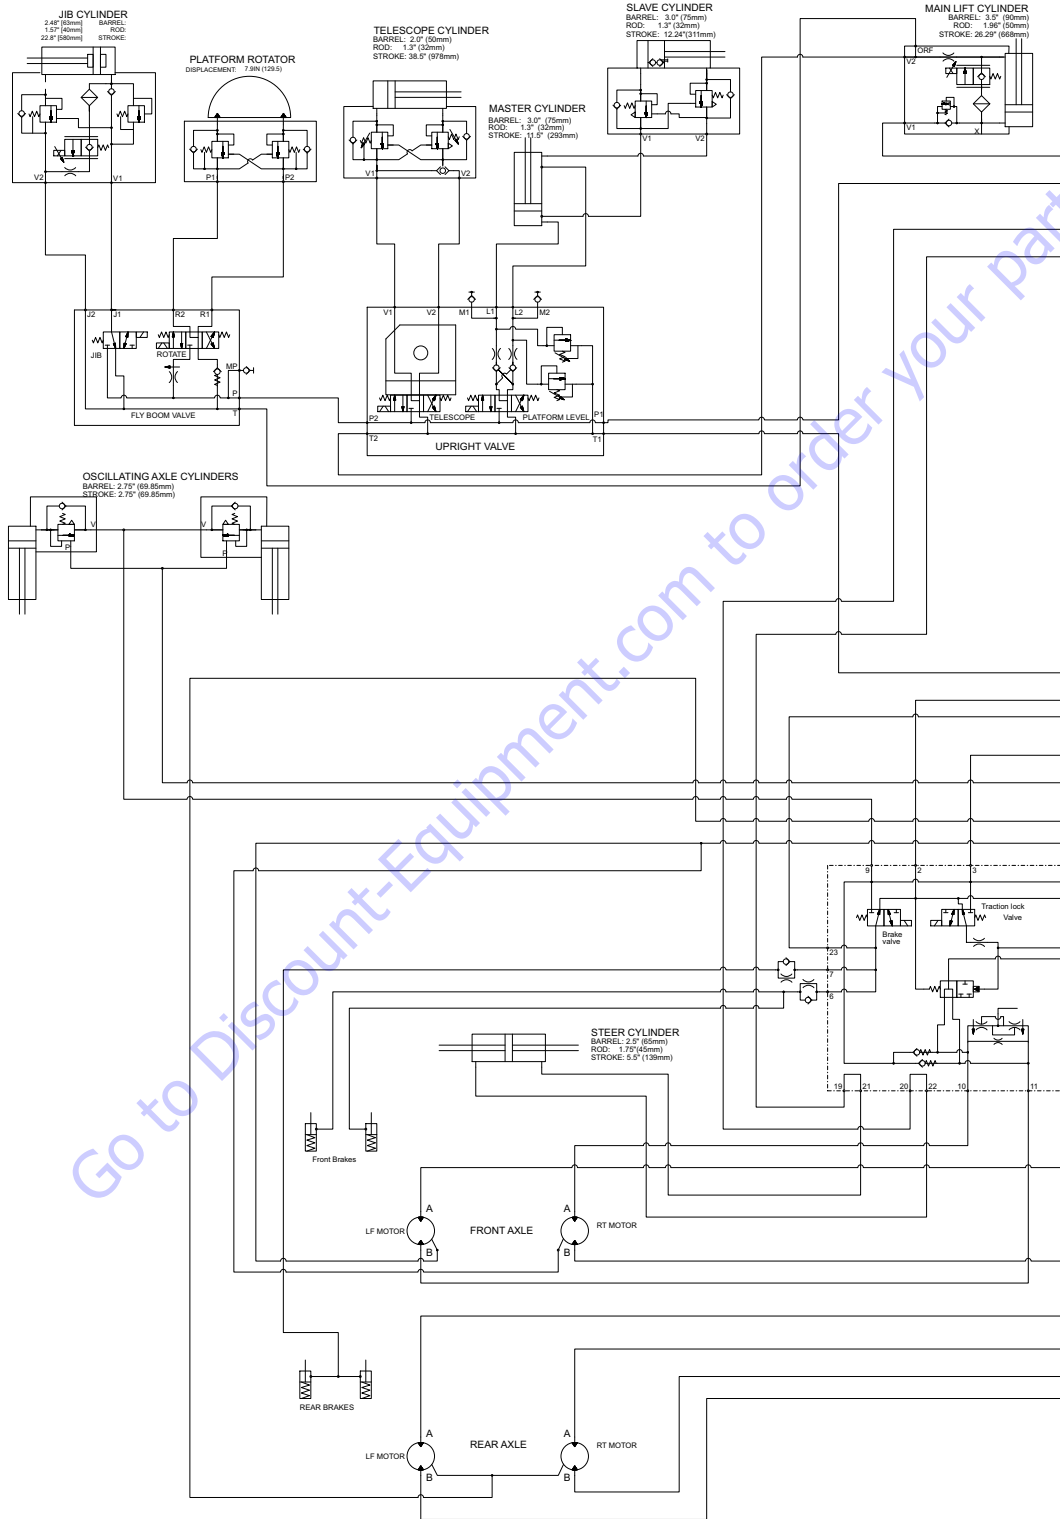 JIB CYLINDER
2.48" [63mm] BARREL:
1.57" [40mm] ROD:
22.8" [580mm] STROKE:
PLATFORM ROTATOR
DISPLACEMENT: 7.9IN (129.5)
TELESCOPE CYLINDER
BARREL: 2.0" (50mm)
ROD: 1.3" (32mm)
STROKE: 38.5" (978mm)
MASTER CYLINDER
BARREL: 3.0" (75mm)
ROD: 1.3" (32mm)
STROKE: 11.5" (293mm)
SLAVE CYLINDER
BARREL: 3.0" (75mm)
ROD: 1.3" (32mm)
STROKE: 12.24"(311mm)
MAIN LIFT CYLINDER
BARREL: 3.5" (90mm)
ROD: 1.96" (50mm)
STROKE: 26.29" (668mm)
ORF
V2
V1
X
V2
V1
P1
P2
V1
V2
V1
V2
J2
J1
R2
R1
JIB
ROTATE
MP
P
T
FLY BOOM VALVE
V1
V2
M1
L1
L2
M2
P2
TELESCOPE
PLATFORM LEVEL
P1
T2
T1
UPRIGHT VALVE
OSCILLATING AXLE CYLINDERS
BARREL: 2.75" (69.85mm)
STROKE: 2.75" (69.85mm)
V
P
V
P
9
2
3
Traction lock
Valve
Brake
valve
23
7
6
STEER CYLINDER
BARREL: 2.5" (65mm)
ROD: 1.75"(45mm)
STROKE: 5.5" (139mm)
19
21
20
22
10
11
Front Brakes
A
A
LF MOTOR
FRONT AXLE
RT MOTOR
B
B
REAR BRAKES
A
A
LF MOTOR
REAR AXLE
RT MOTOR
B
B
Go to Discount-Equipment.com to order your part